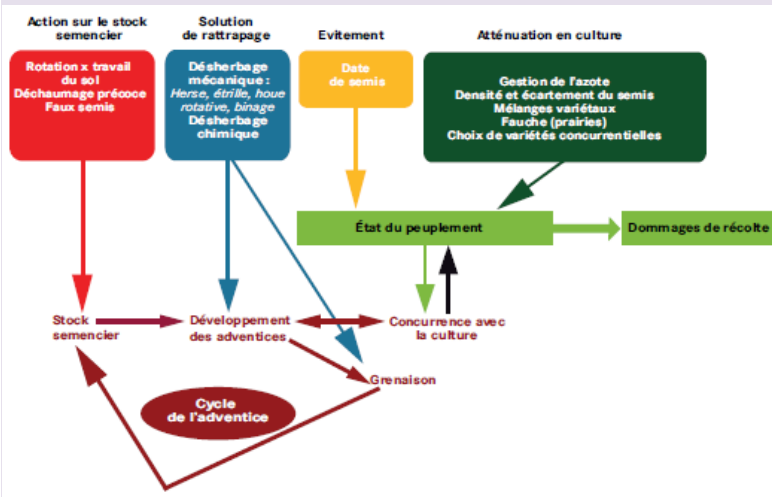 Action sur le stock
semencier
Solution
de rattrapage
Evitement
Atténuation en culture
Rotation x travail
du sol
Déchaumage précoce
Faux semis
Désherbage
mécanique :
Herse, étrille, houe
rotative, binage
Désherbage
chimique
Date
de semis
Gestion de l'azote
Densité et écartement du semis
Mélanges variétaux
Fauche (prairies)
Choix de variétés concurrentielles
État du peuplement
Dommages de récolte
Stock
semencier
Développement
des adventices
Concurrence avec
la culture
Grenaison
Cycle
de l'adventice